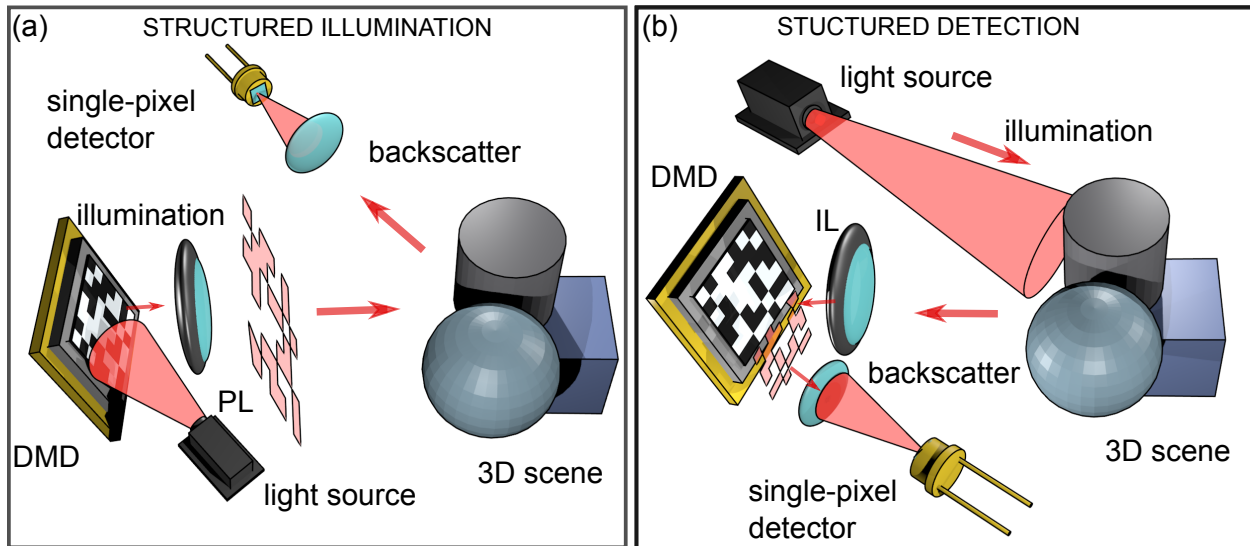 (a) STRUCTURED ILLUMINATION
single-pixel
detector
backscatter
illumination
PL
DMD
light source
3D scene
(b) STUCTURED DETECTION
light source
illumination
DMD
IL
backscatter
3D scene
single-pixel
detector